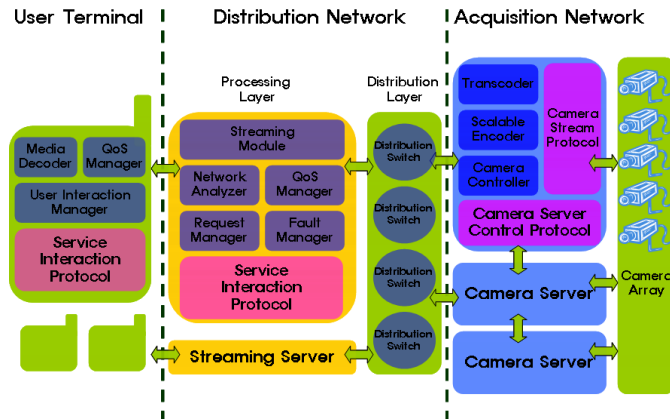 User Terminal
Distribution Network
Acquisition Network
Processing
Layer
Distribution
Layer
Media
Decoder
QoS
Manager
User Interaction
Manager
Service
Interaction
Protocol
Streaming
Module
Network
Analyzer
QoS
Manager
Request
Manager
Fault
Manager
Service
Interaction
Protocol
Streaming Server
Distribution
Switch
Distribution
Switch
Distribution
Switch
Distribution
Switch
Transcoder
Scalable
Encoder
Camera
Controller
Camera
Stream
Protocol
Camera Server
Control Protocol
Camera Server
Camera Server
Camera
Array